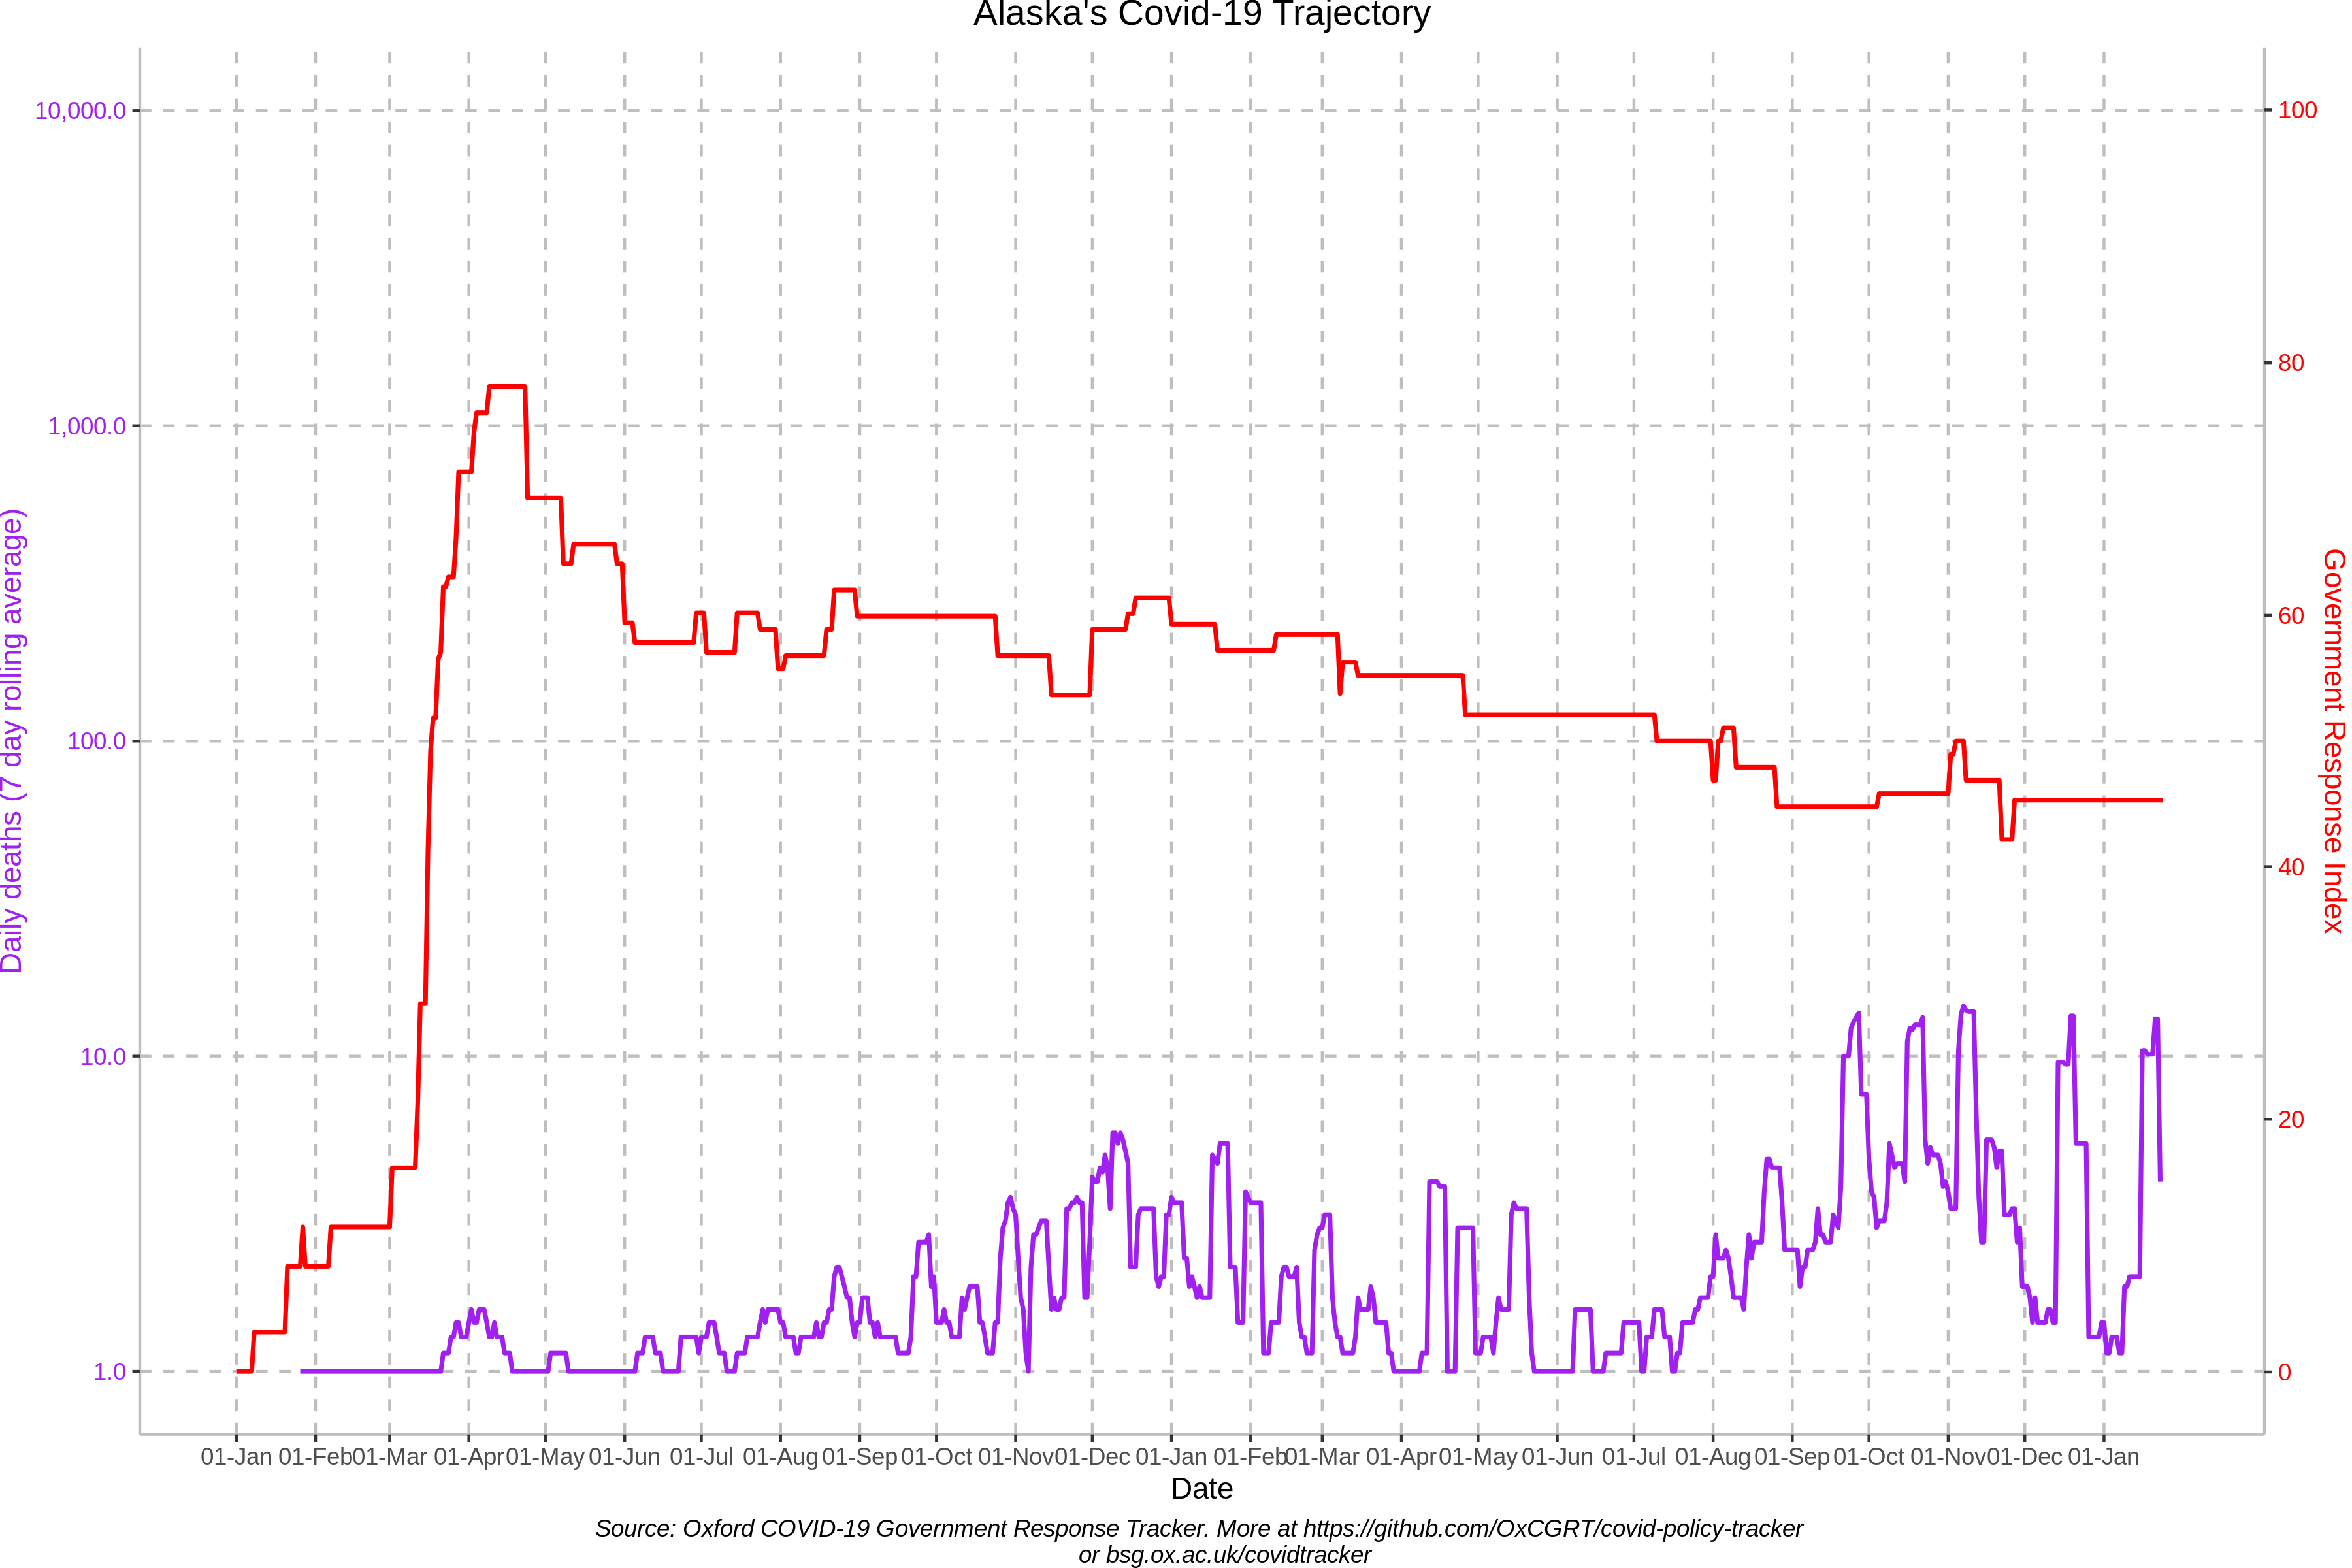 Alaska's Covid-19 Trajectory
10,000.0
1,000.0
100.0
10.0
1.0
Daily deaths (7 day rolling average)
100
80
60
40
20
0
Government Response Index
01-Jan 01-Feb 01-Mar 01-Apr 01-May 01-Jun 01-Jul 01-Aug 01-Sep 01-Oct 01-Nov 01-Dec 01-Jan 01-Feb 01-Mar 01-Apr 01-May 01-Jun 01-Jul 01-Aug 01-Sep 01-Oct 01-Nov 01-Dec 01-Jan
Date
Source: Oxford COVID-19 Government Response Tracker. More at https://github.com/OxCGRT/covid-policy-tracker
or bsg.ox.ac.uk/covidtracker